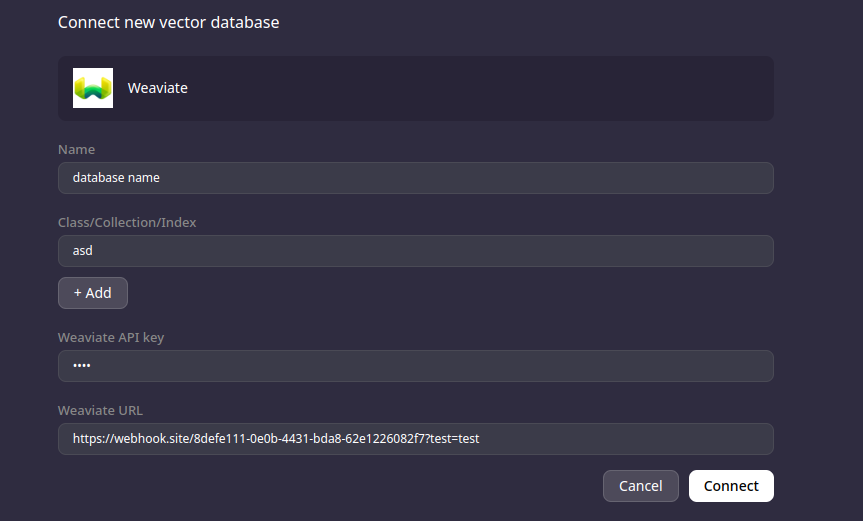 Connect new vector database
Weaviate
Name
database name
Class/Collection/Index
asd
+ Add
Weaviate API key
••••
Weaviate URL
https://webhook.site/8defe111-0e0b-4431-bda8-62e1226082f7?test=test
Cancel
Connect